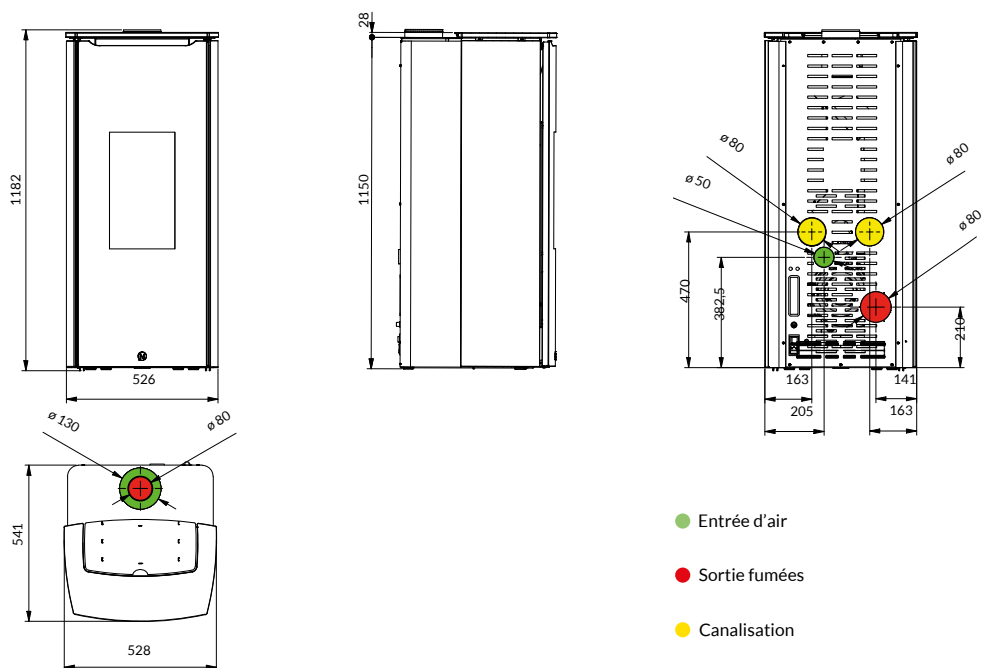 1182
526
28
1150
ø 80
ø 50
ø 80
ø 80
470
382,5
210
163
141
205
163
ø 130
ø 80
541
528
Entrée d'air
Sortie fumées
Canalisation